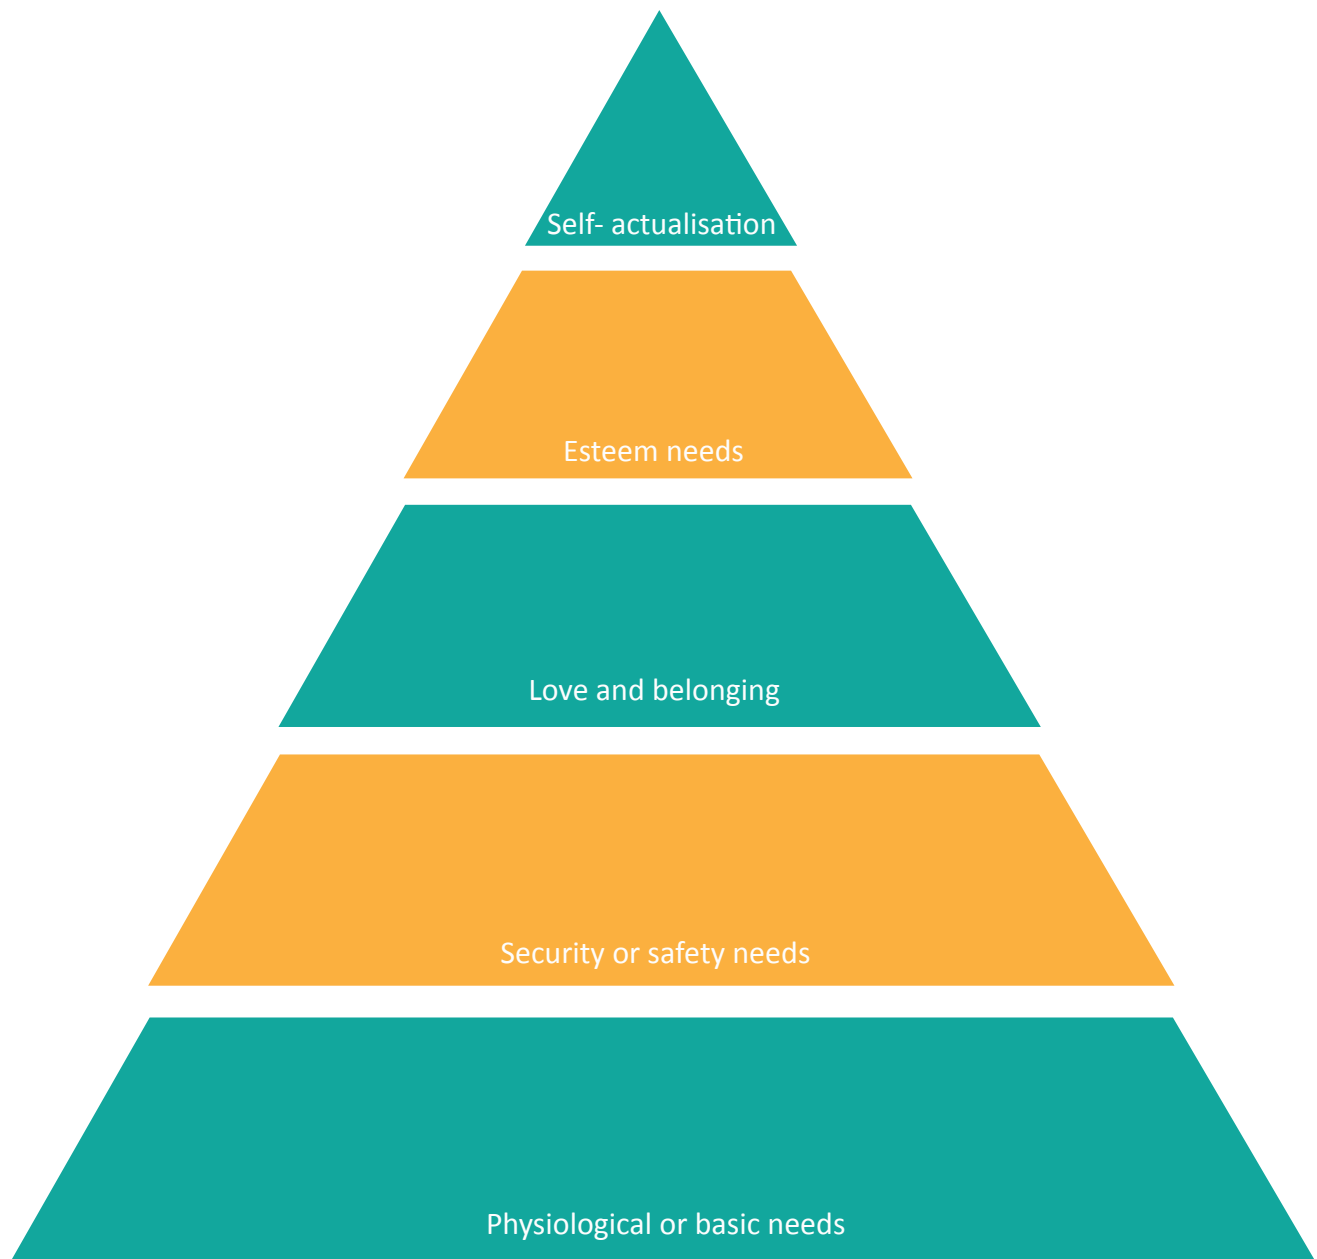 Self- actualisation
Esteem needs
Love and belonging
Security or safety needs
Physiological or basic needs